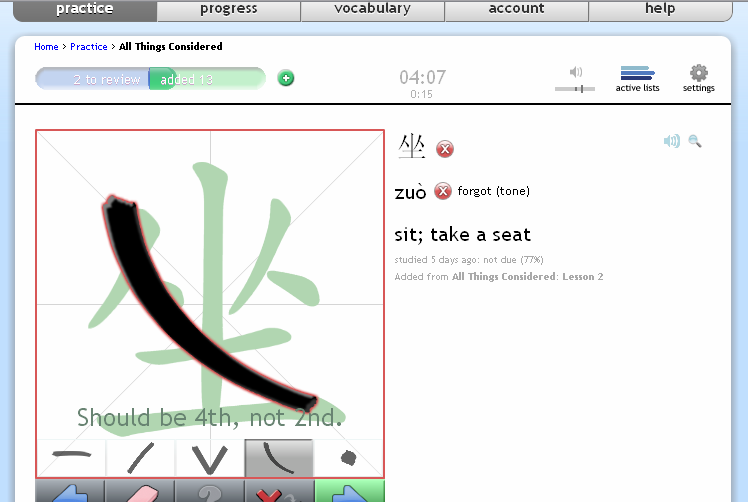 practice progress vocabulary account help
Home > Practice > All Things Considered
2 to review added 13 04:07
0:15
active lists settings
坐
zuò forgot (tone)
sit; take a seat
studied 5 days ago: not due (77%)
Added from All Things Considered: Lesson 2
坐
Should be 4th, not 2nd.
?